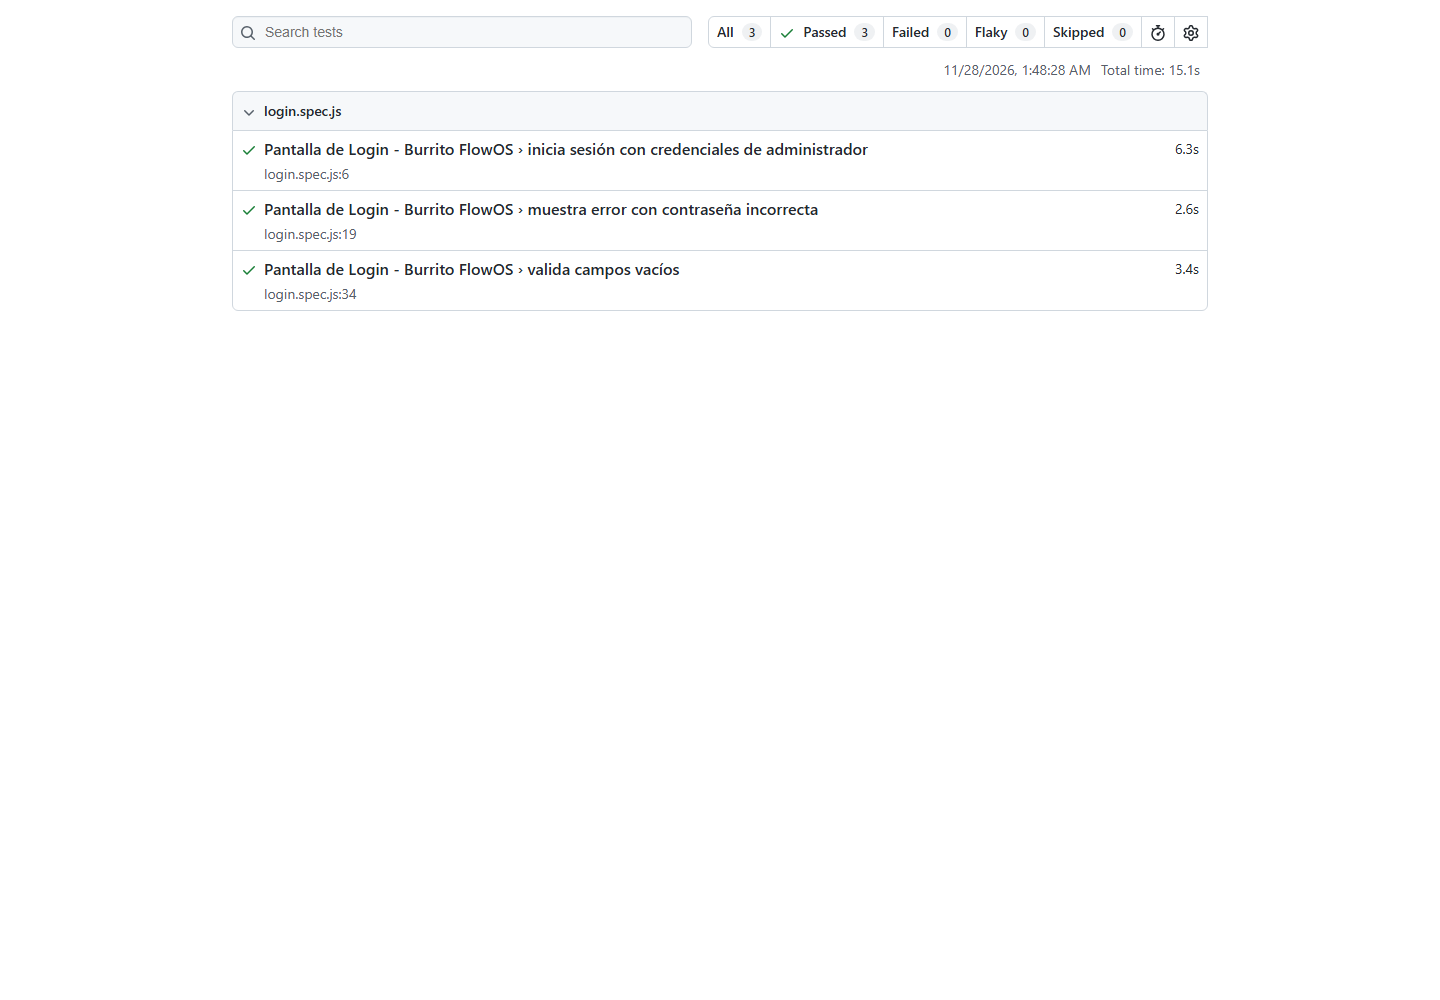 Search tests
All 3 Passed 3 Failed 0 Flaky 0 Skipped 0
11/28/2026, 1:48:28 AM Total time: 15.1s
login.spec.js
Pantalla de Login - Burrito FlowOS › inicia sesión con credenciales de administrador 6.3s
login.spec.js:6
Pantalla de Login - Burrito FlowOS › muestra error con contraseña incorrecta 2.6s
login.spec.js:19
Pantalla de Login - Burrito FlowOS › valida campos vacíos 3.4s
login.spec.js:34